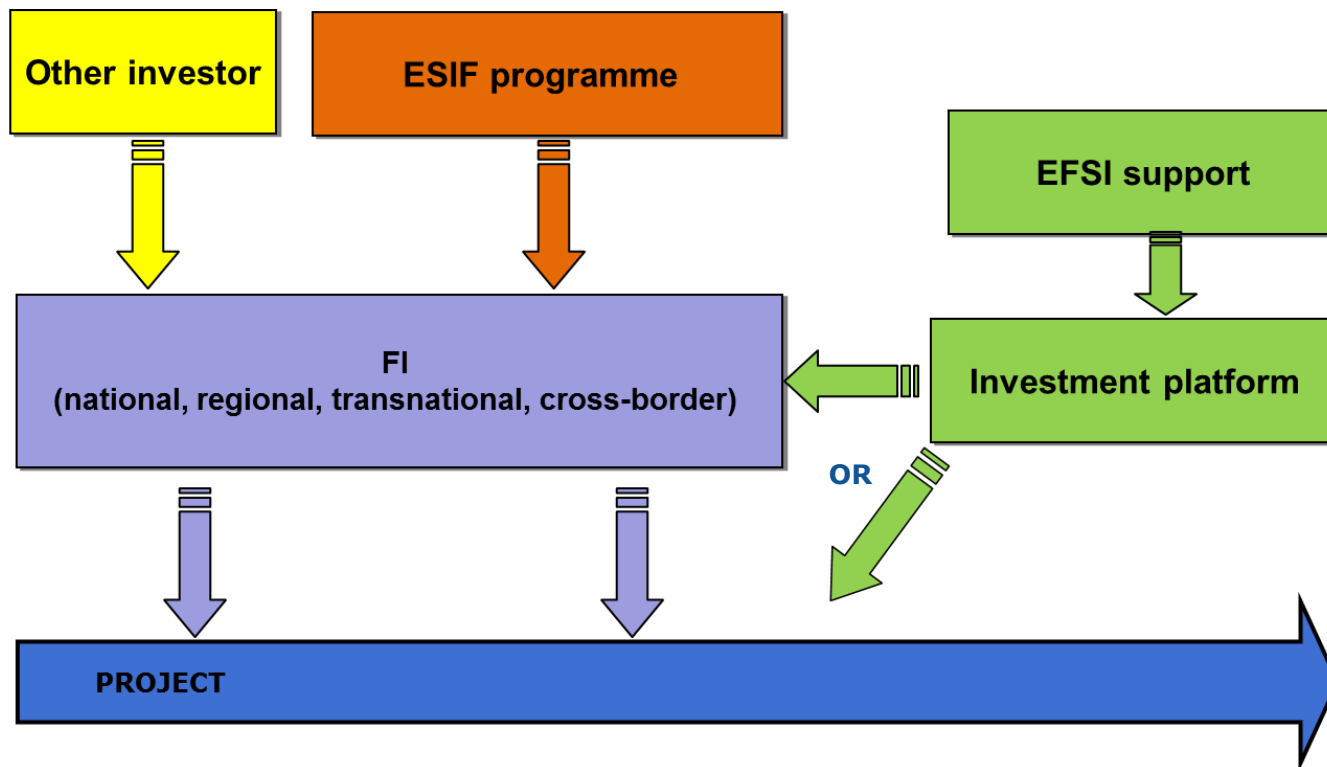 Other investor
ESIF programme
EFSI support
FI
(national, regional, transnational, cross-border)
Investment platform
OR
PROJECT